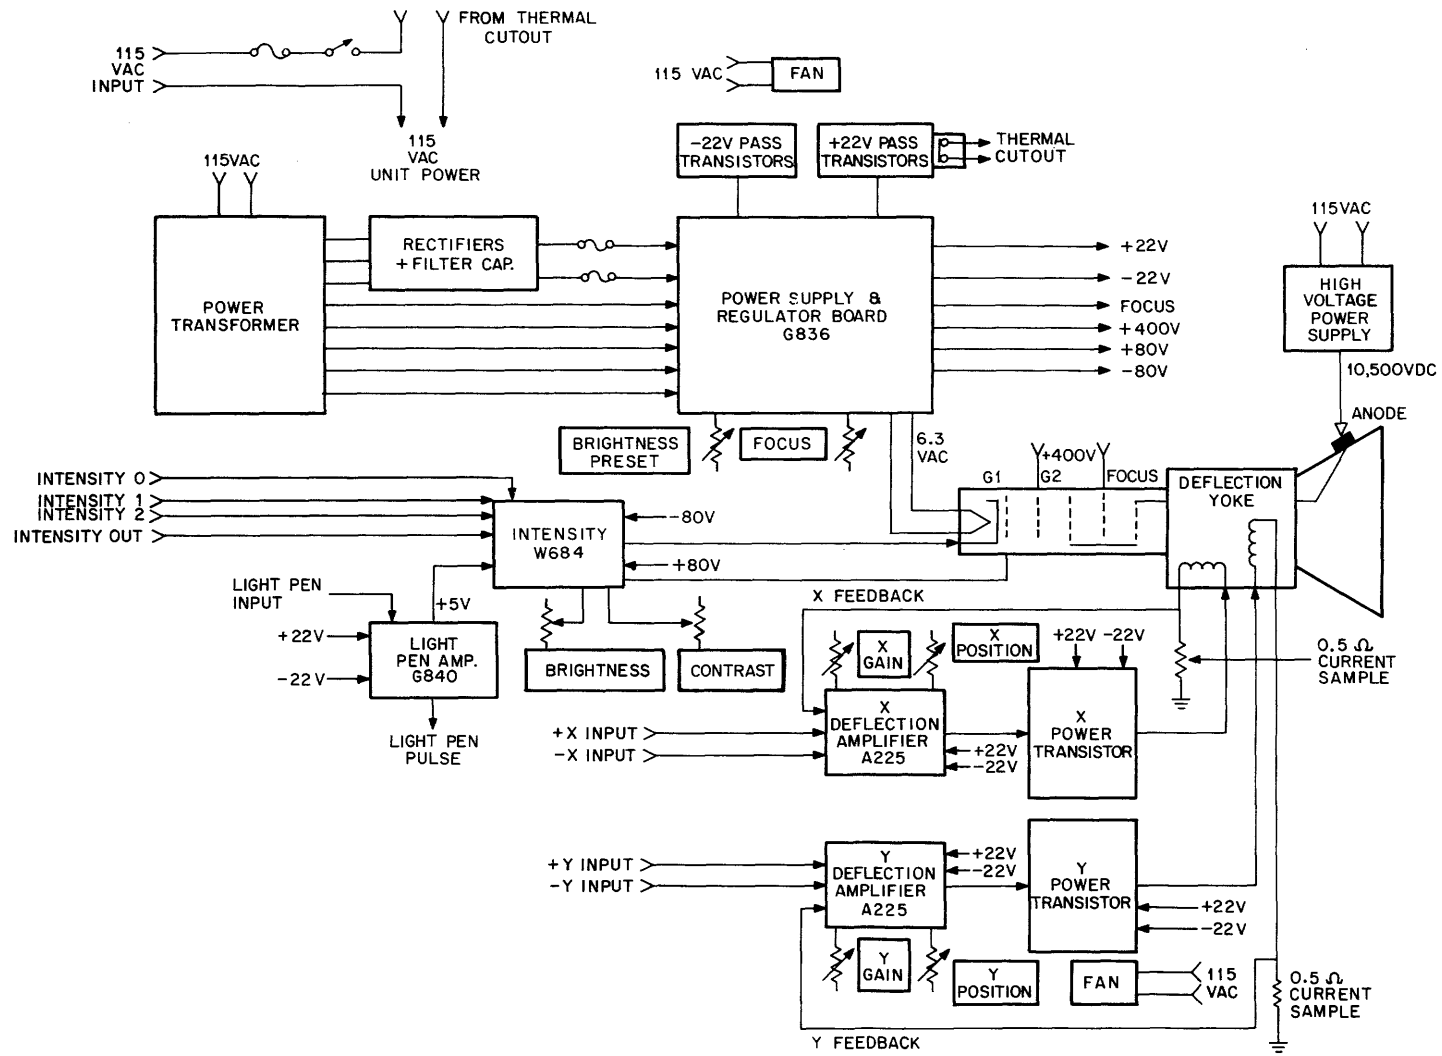 FROM THERMAL
CUTOUT
115
VAC
INPUT
115
VAC
UNIT POWER
115 VAC
FAN
-22V PASS
TRANSISTORS
+22V PASS
TRANSISTORS
THERMAL
CUTOUT
115VAC
POWER
TRANSFORMER
RECTIFIERS
+ FILTER CAP.
POWER SUPPLY &
REGULATOR BOARD
G836
+22V
-22V
FOCUS
+400V
+80V
-80V
115VAC
HIGH
VOLTAGE
POWER
SUPPLY
10,500VDC
ANODE
BRIGHTNESS
PRESET
FOCUS
6.3
VAC
G1
+400V
G2
FOCUS
DEFLECTION
YOKE
INTENSITY 0
INTENSITY 1
INTENSITY 2
INTENSITY OUT
INTENSITY
W684
-80V
+80V
LIGHT PEN
INPUT
+5V
+22V
-22V
LIGHT
PEN AMP.
G840
LIGHT PEN
PULSE
BRIGHTNESS
CONTRAST
X FEEDBACK
X
GAIN
X
POSITION
+22V -22V
0.5 Ω
CURRENT
SAMPLE
+X INPUT
-X INPUT
X
DEFLECTION
AMPLIFIER
A225
+22V
-22V
X
POWER
TRANSISTOR
+Y INPUT
-Y INPUT
Y
DEFLECTION
AMPLIFIER
A225
+22V
-22V
Y
POWER
TRANSISTOR
+22V
-22V
Y
GAIN
Y
POSITION
FAN
115
VAC
0.5 Ω
CURRENT
SAMPLE
Y FEEDBACK